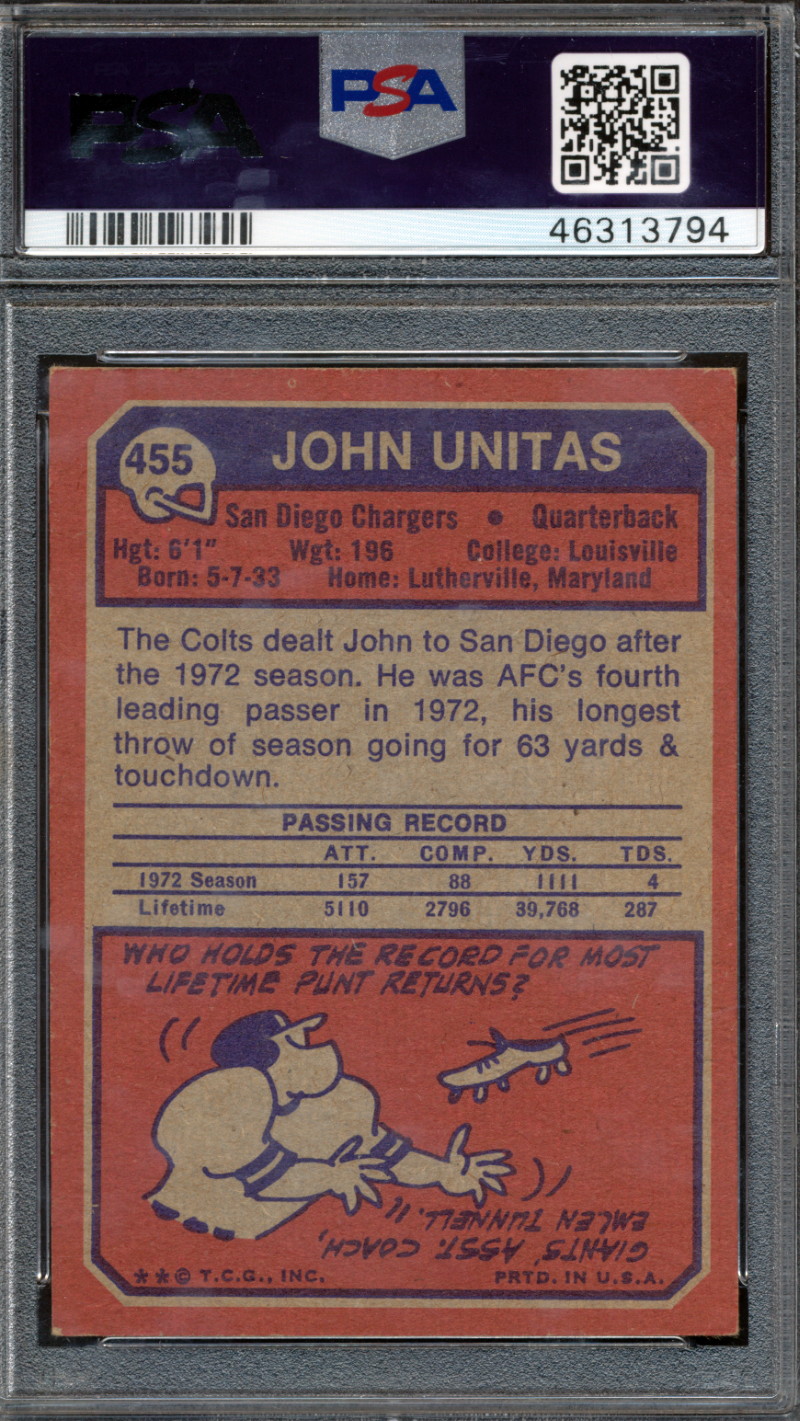 PSA
PSA
46313794
455
JOHN UNITAS
San Diego Chargers • Quarterback
Hgt: 6'1" Wgt: 196 College: Louisville
Born: 5-7-33 Home: Lutherville, Maryland
The Colts dealt John to San Diego after
the 1972 season. He was AFC's fourth
leading passer in 1972, his longest
throw of season going for 63 yards &
touchdown.
PASSING RECORD
ATT. COMP. YDS. TDS.
1972 Season 157 88 1111 4
Lifetime 5110 2796 39,768 287
WHO HOLDS THE RECORD FOR MOST
LIFETIME PUNT RETURNS?
GIANTS' ASST. COACH,
EMLEN TUNNELL.
**© T.C.G., INC. PRTD. IN U.S.A.